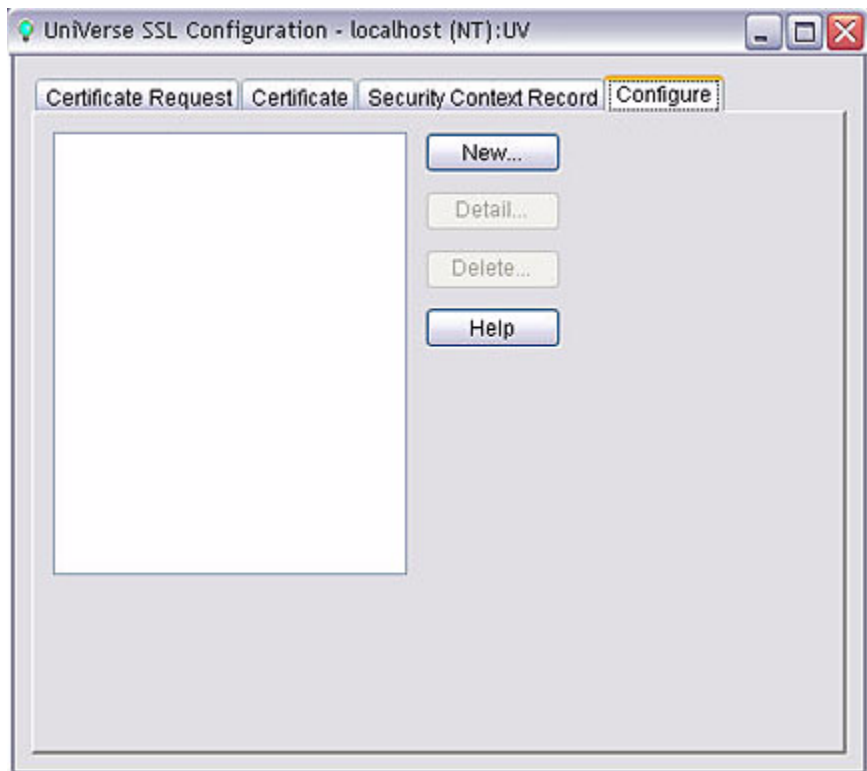 UniVerse SSL Configuration - localhost (NT):UV
Certificate Request Certificate Security Context Record Configure
New...
Detail...
Delete...
Help